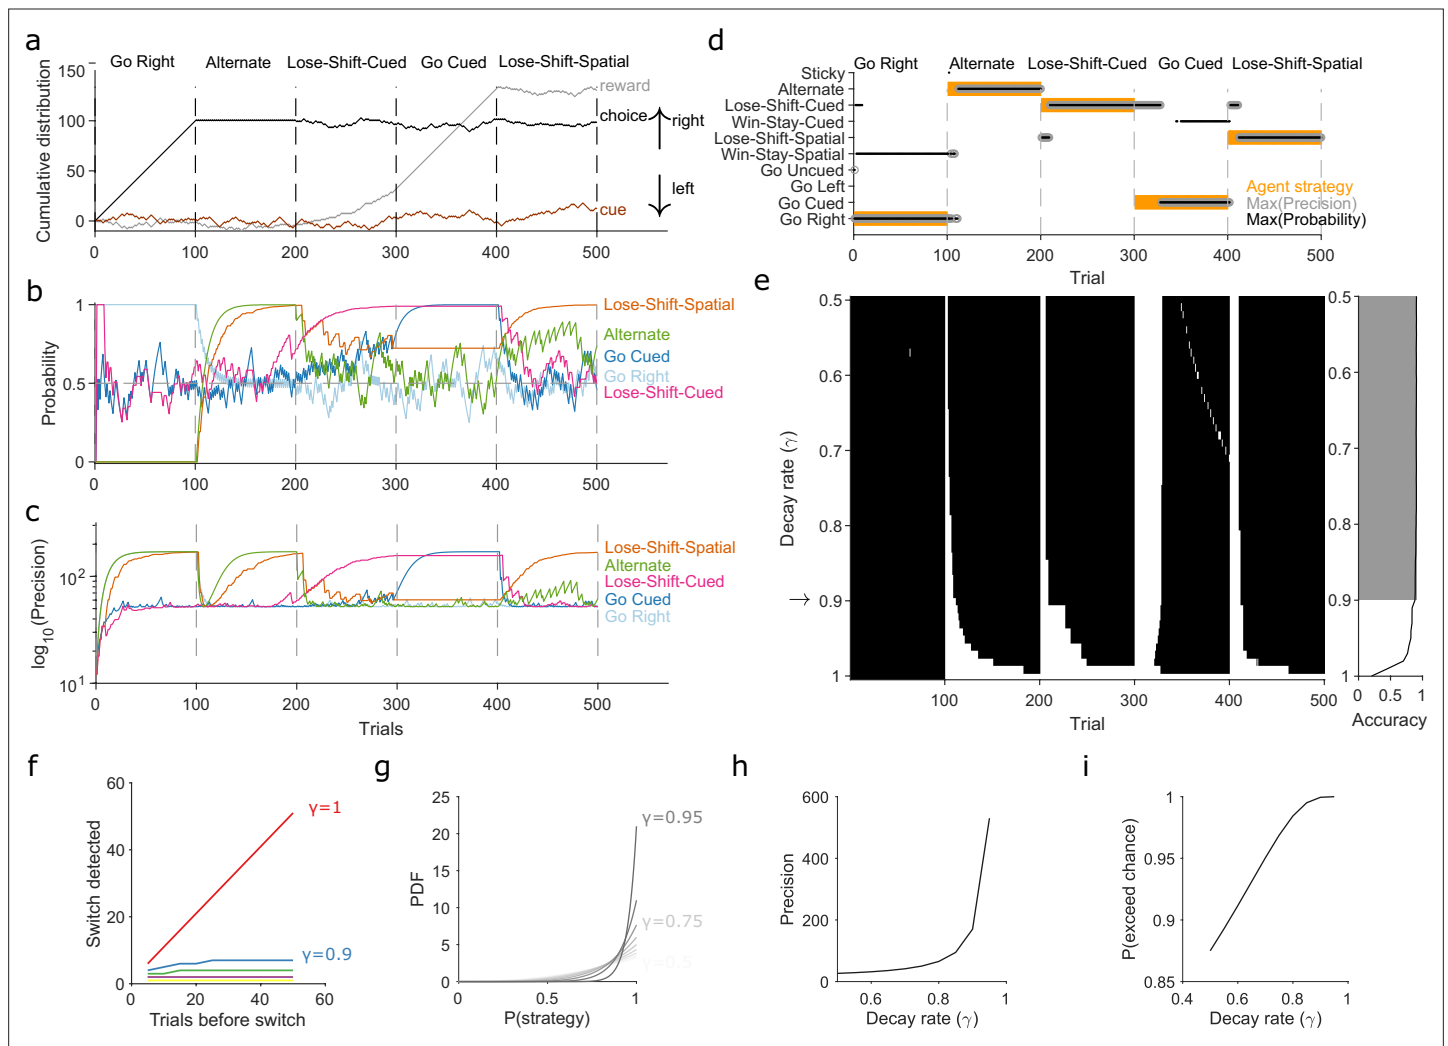 a
Go Right
Alternate
Lose-Shift-Cued
Go Cued
Lose-Shift-Spatial
Cumulative distribution
150
100
50
0
reward
choice
right
left
cue
0
100
200
300
400
500
b
Probability
1
0.5
0
Lose-Shift-Spatial
Alternate
Go Cued
Go Right
Lose-Shift-Cued
0
100
200
300
400
500
c
log10(Precision)
10²
10¹
Lose-Shift-Spatial
Alternate
Lose-Shift-Cued
Go Cued
Go Right
0
100
200
300
400
500
Trials
d
Go Right
Alternate
Lose-Shift-Cued
Go Cued
Lose-Shift-Spatial
Sticky
Alternate
Lose-Shift-Cued
Win-Stay-Cued
Lose-Shift-Spatial
Win-Stay-Spatial
Go Uncued
Go Left
Go Cued
Go Right
Agent strategy
Max(Precision)
Max(Probability)
0
100
200
300
400
500
Trial
e
Decay rate (γ)
0.5
0.6
0.7
0.8
→ 0.9
1
100
200
300
400
500
Trial
0.5
0.6
0.7
0.8
0.9
1
0
0.5
1
Accuracy
f
Switch detected
60
40
20
0
γ=1
γ=0.9
0
20
40
60
Trials before switch
g
PDF
25
20
15
10
5
0
γ=0.95
γ=0.75
γ=0.5
0
0.5
1
P(strategy)
h
Precision
600
400
200
0
0.6
0.8
1
Decay rate (γ)
i
P(exceed chance)
1
0.95
0.9
0.85
0.4
0.6
0.8
1
Decay rate (γ)